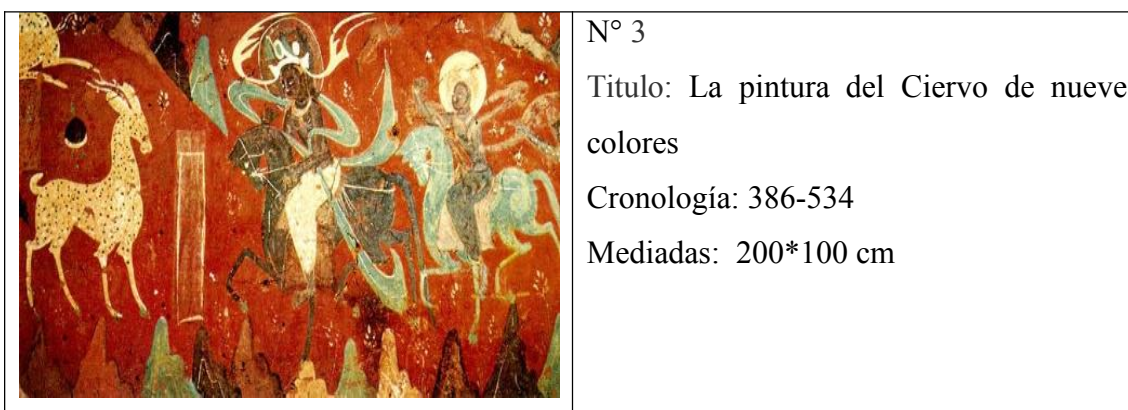 N° 3
Titulo: La pintura del Ciervo de nueve
colores
Cronología: 386-534
Mediadas: 200*100 cm